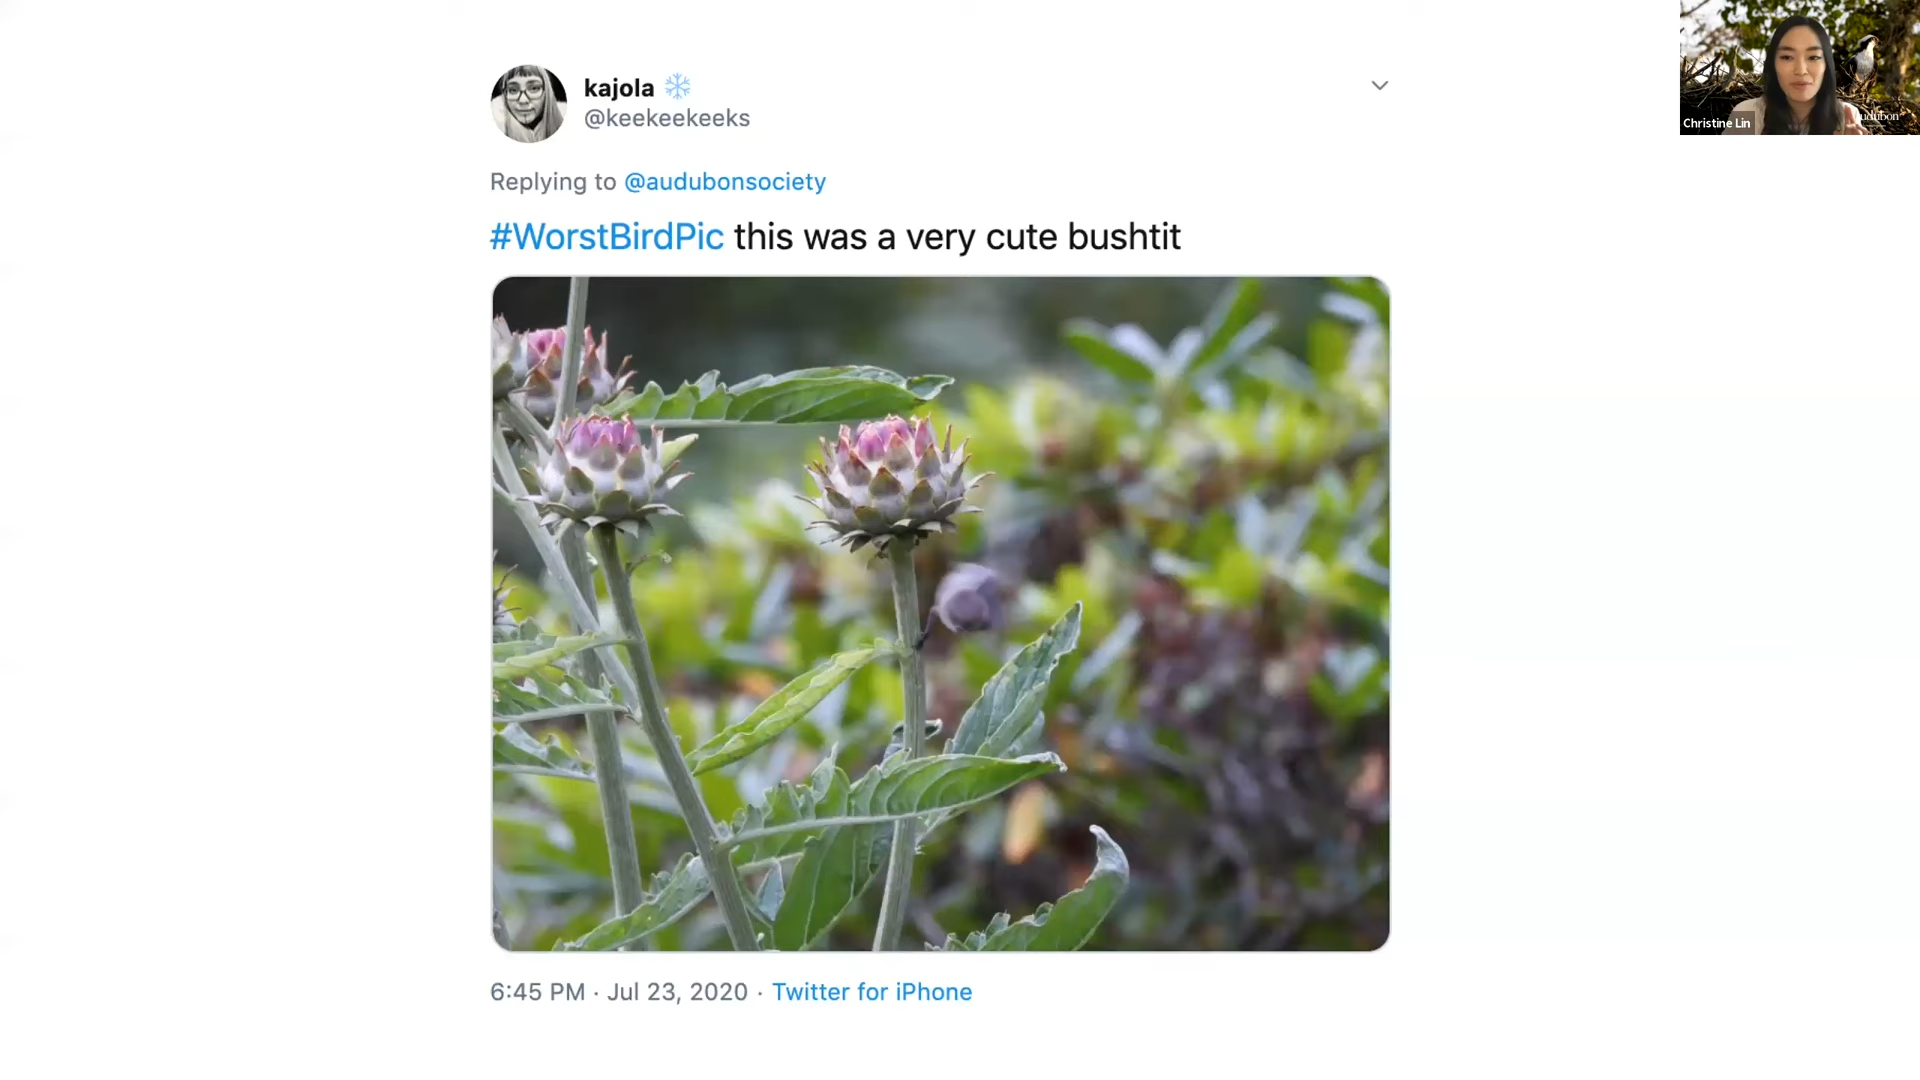 kajola
@keekeekeeks
Replying to @audubonsociety
#WorstBirdPic this was a very cute bushtit
6:45 PM · Jul 23, 2020 · Twitter for iPhone
Christine Lin
Audubon